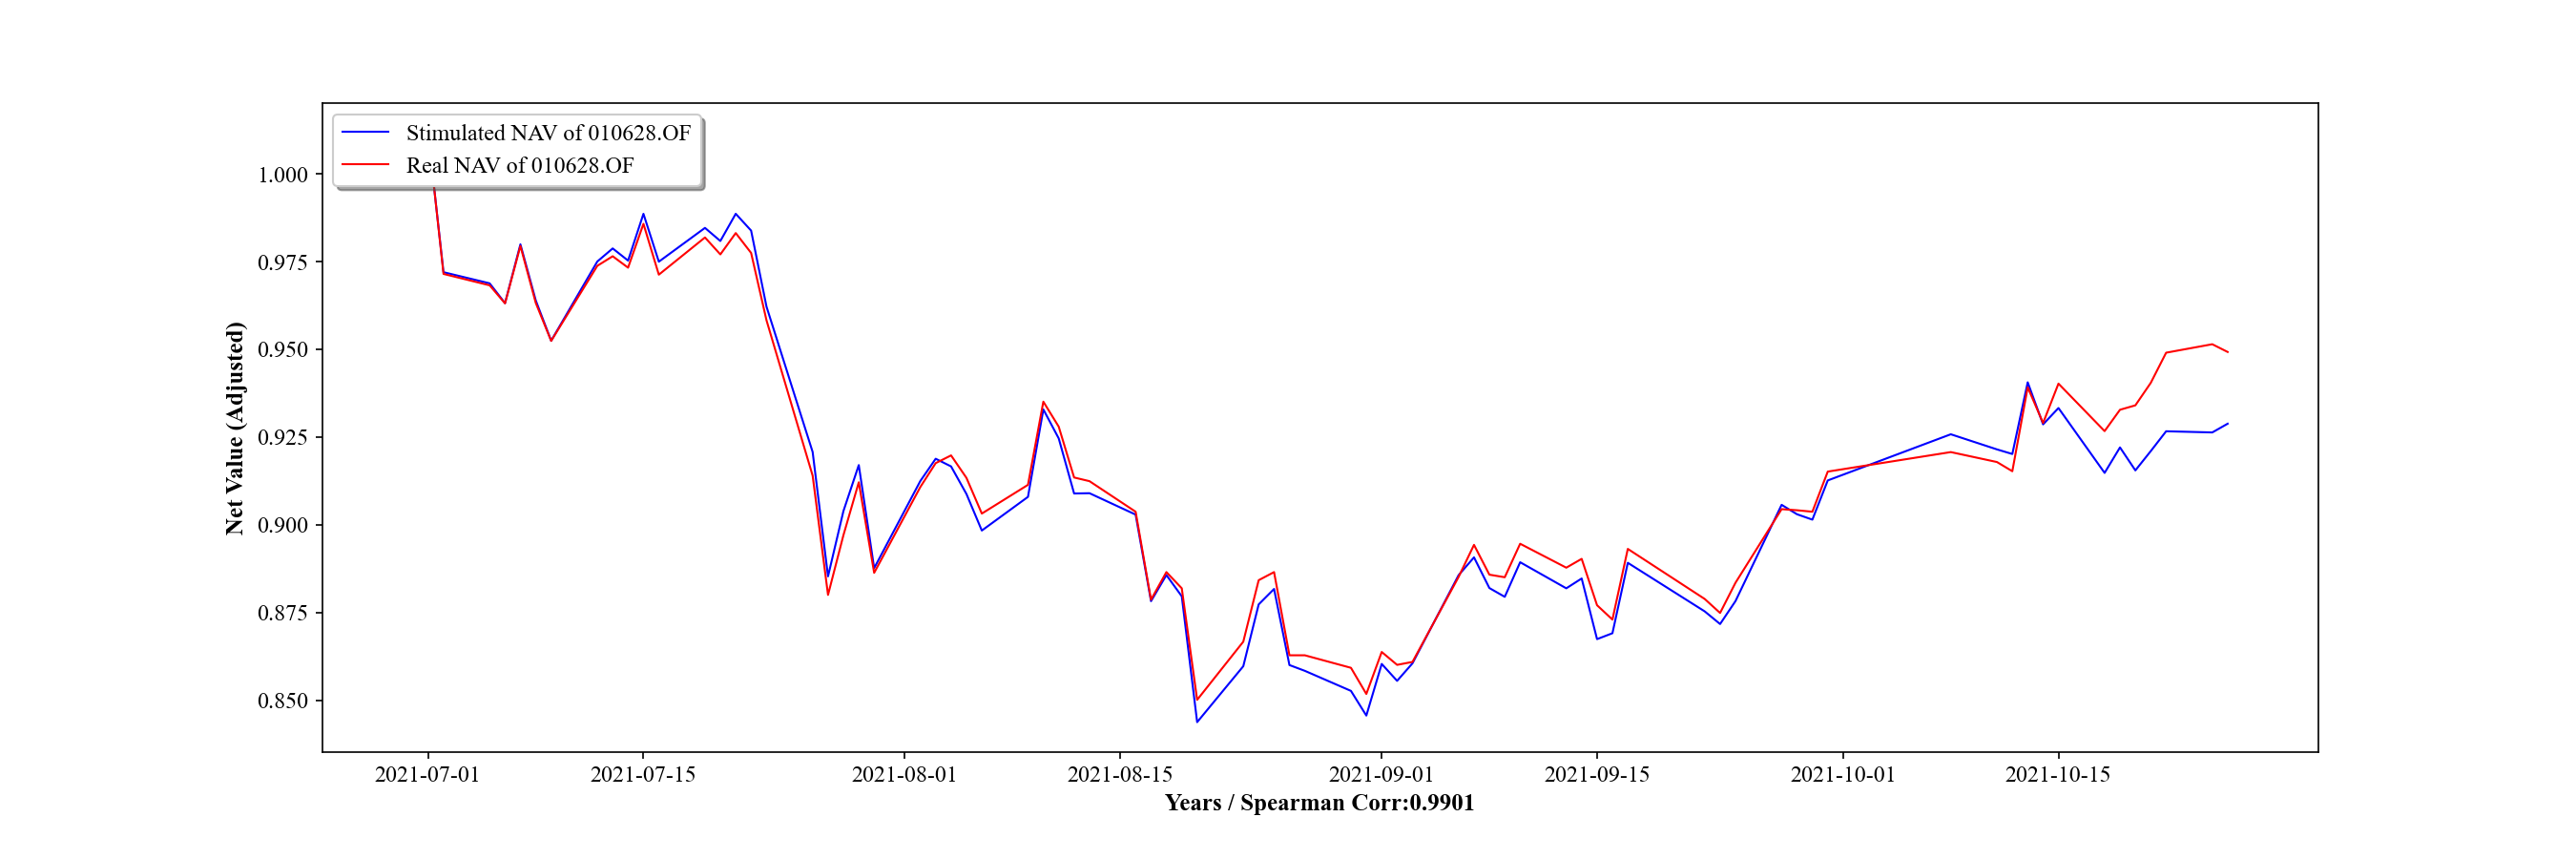 Stimulated NAV of 010628.OF
Real NAV of 010628.OF
1.000
0.975
0.950
0.925
0.900
0.875
0.850
Net Value (Adjusted)
2021-07-01 2021-07-15 2021-08-01 2021-08-15 2021-09-01 2021-09-15 2021-10-01 2021-10-15
Years / Spearman Corr:0.9901